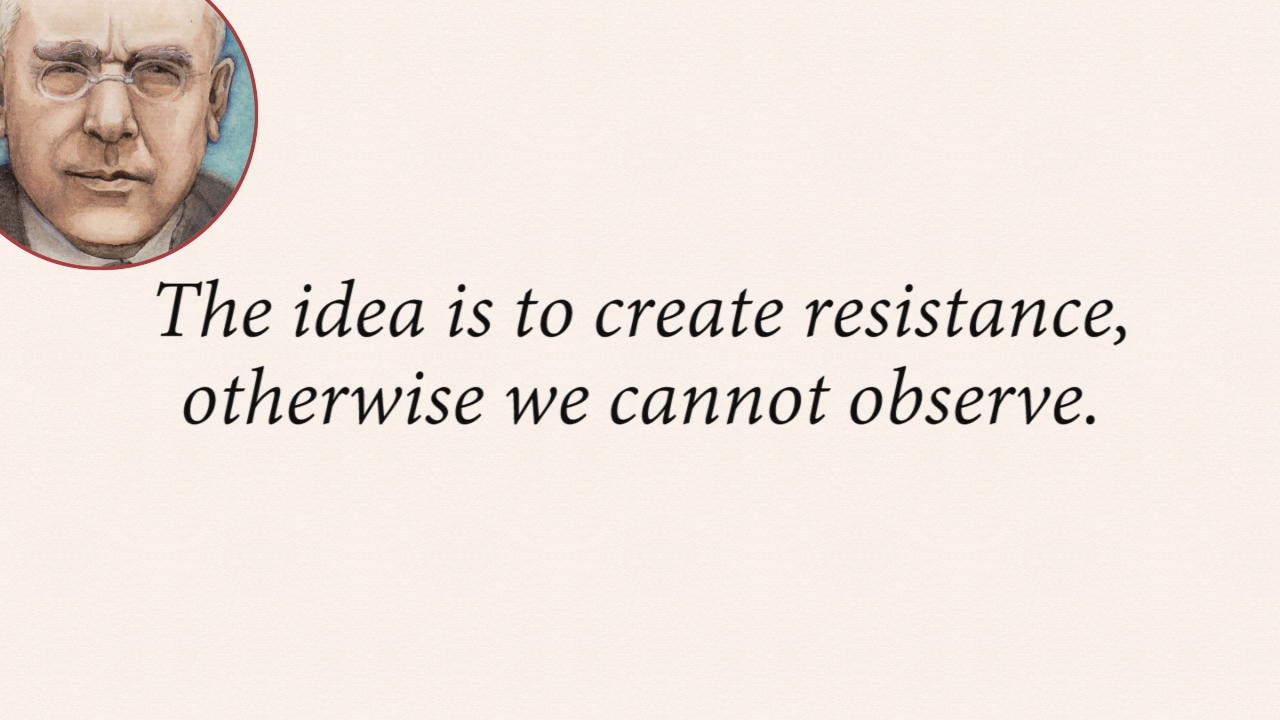 The idea is to create resistance,
otherwise we cannot observe.